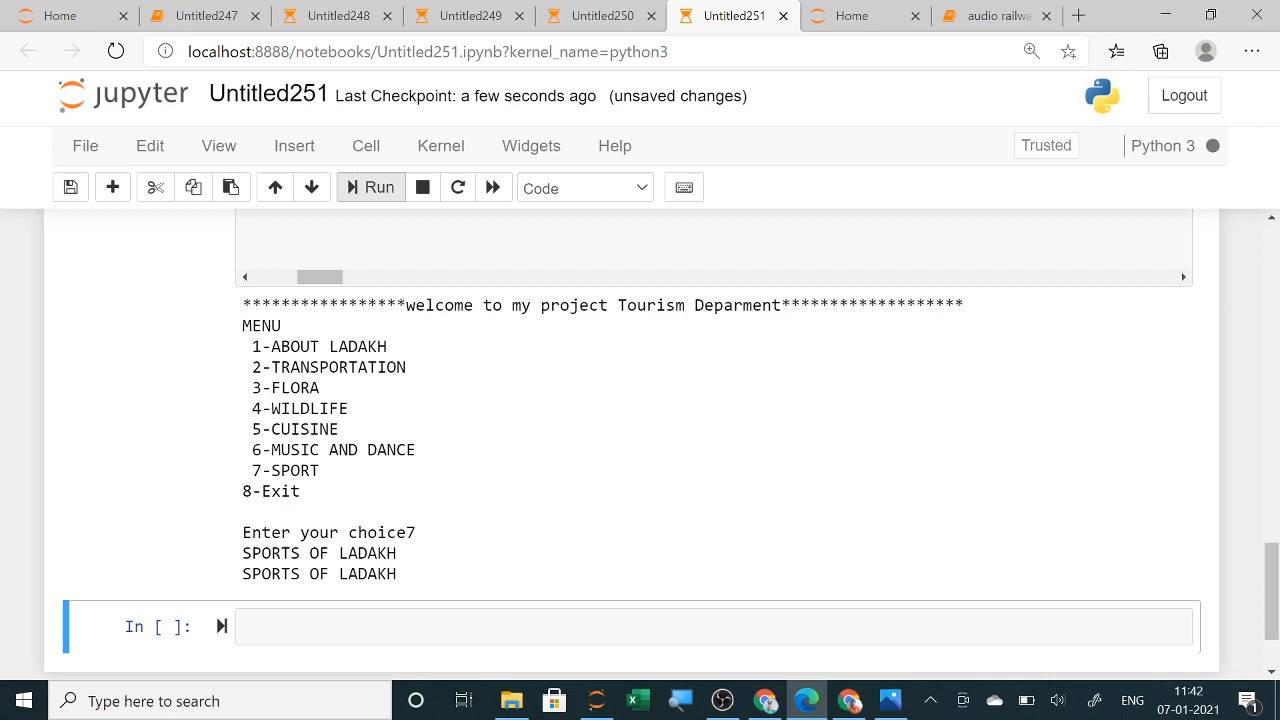 Home
Untitled247
Untitled248
Untitled249
Untitled250
Untitled251
Home
audio railwa
localhost:8888/notebooks/Untitled251.ipynb?kernel_name=python3
jupyter Untitled251 Last Checkpoint: a few seconds ago (unsaved changes)
Logout
File Edit View Insert Cell Kernel Widgets Help
Trusted
Python 3
Run
Code
*****************welcome to my project Tourism Deparment*******************
MENU
1-ABOUT LADAKH
2-TRANSPORTATION
3-FLORA
4-WILDLIFE
5-CUISINE
6-MUSIC AND DANCE
7-SPORT
8-Exit
Enter your choice7
SPORTS OF LADAKH
SPORTS OF LADAKH
In [ ]:
Type here to search
ENG
11:42
07-01-2021
1